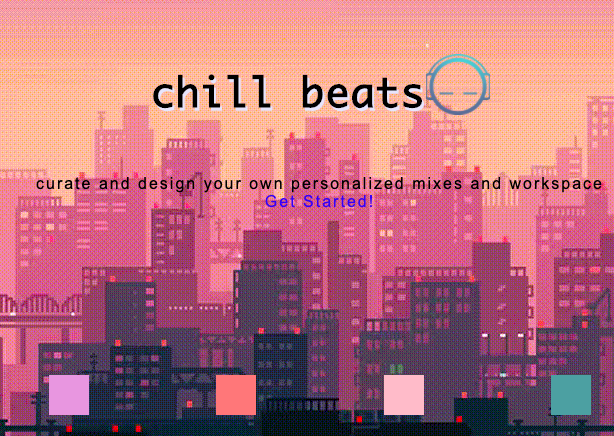 chill beats
curate and design your own personalized mixes and workspace
Get Started!